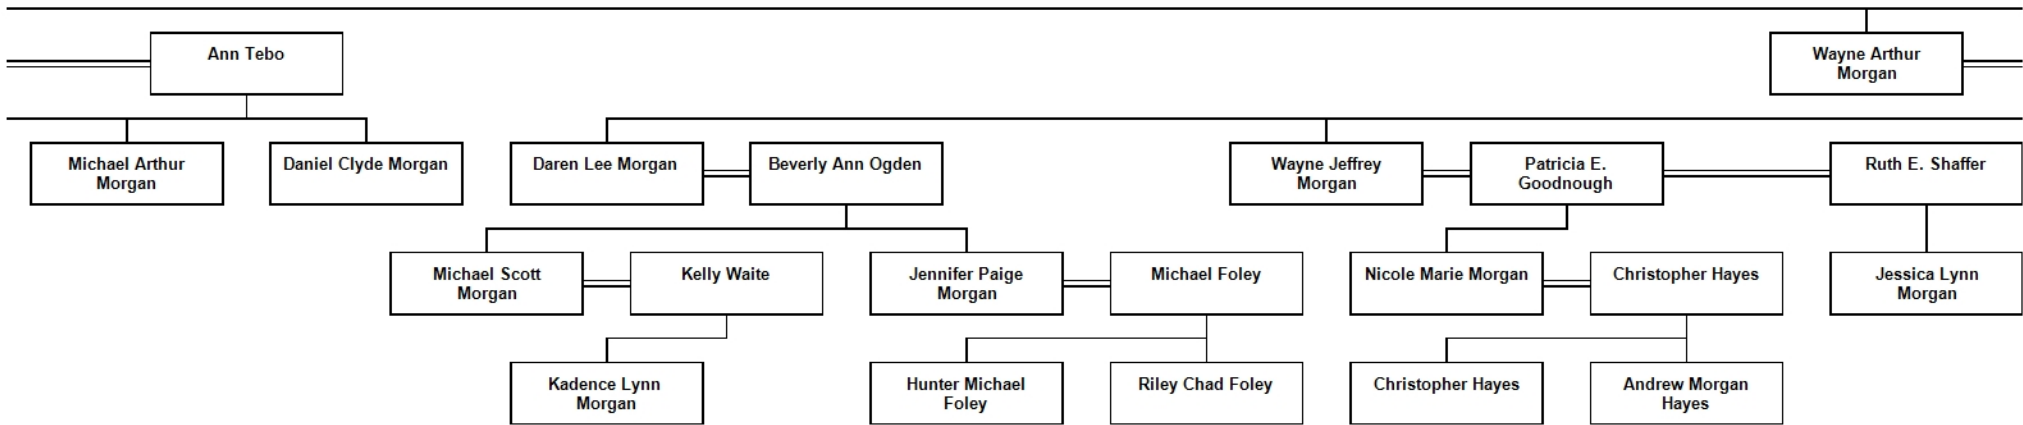 Ann Tebo
Wayne Arthur
Morgan
Michael Arthur
Morgan
Daniel Clyde Morgan
Daren Lee Morgan
Beverly Ann Ogden
Wayne Jeffrey
Morgan
Patricia E.
Goodnough
Ruth E. Shaffer
Michael Scott
Morgan
Kelly Waite
Jennifer Paige
Morgan
Michael Foley
Nicole Marie Morgan
Christopher Hayes
Jessica Lynn
Morgan
Kadence Lynn
Morgan
Hunter Michael
Foley
Riley Chad Foley
Christopher Hayes
Andrew Morgan
Hayes